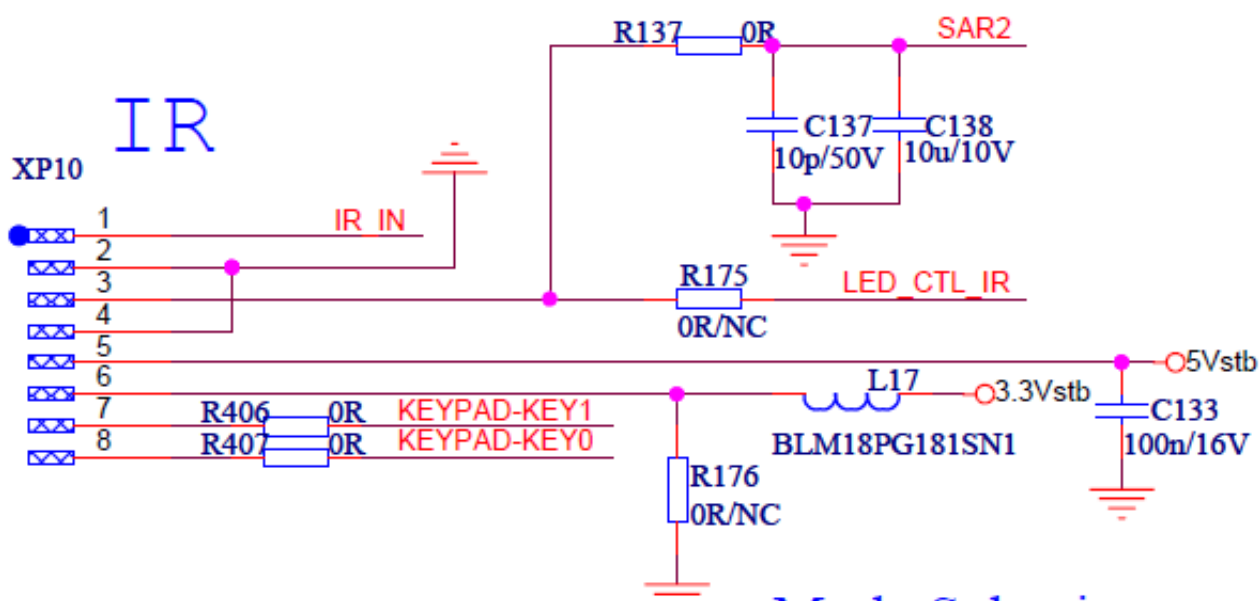 R137 0R SAR2
IR
C137 C138
10p/50V 10u/10V
XP10
1 IR_IN
2
3
R175 LED_CTL_IR
0R/NC
4
5 5Vstb
6 L17 3.3Vstb
C133
100n/16V
BLM18PG181SN1
7 R406 0R KEYPAD-KEY1
8 R407 0R KEYPAD-KEY0
R176
0R/NC